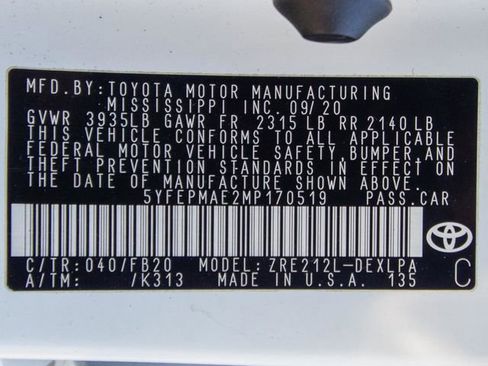 MFD. BY: TOYOTA MOTOR MANUFACTURING
MISSISSIPPI INC. 09/20
GVWR 3935LB GAWR FR 2315 LB RR 2140 LB
THIS VEHICLE CONFORMS TO ALL APPLICABLE
FEDERAL MOTOR VEHICLE SAFETY, BUMPER, AND
THEFT PREVENTION STANDARDS IN EFFECT ON
THE DATE OF MANUFACTURE SHOWN ABOVE.
5YFEPMAE2MP170519 PASS. CAR
C/TR: 040/FB20 MODEL: ZRE212L-DEXLPA
A/TM: /K313 MADE IN U.S.A. 135
C